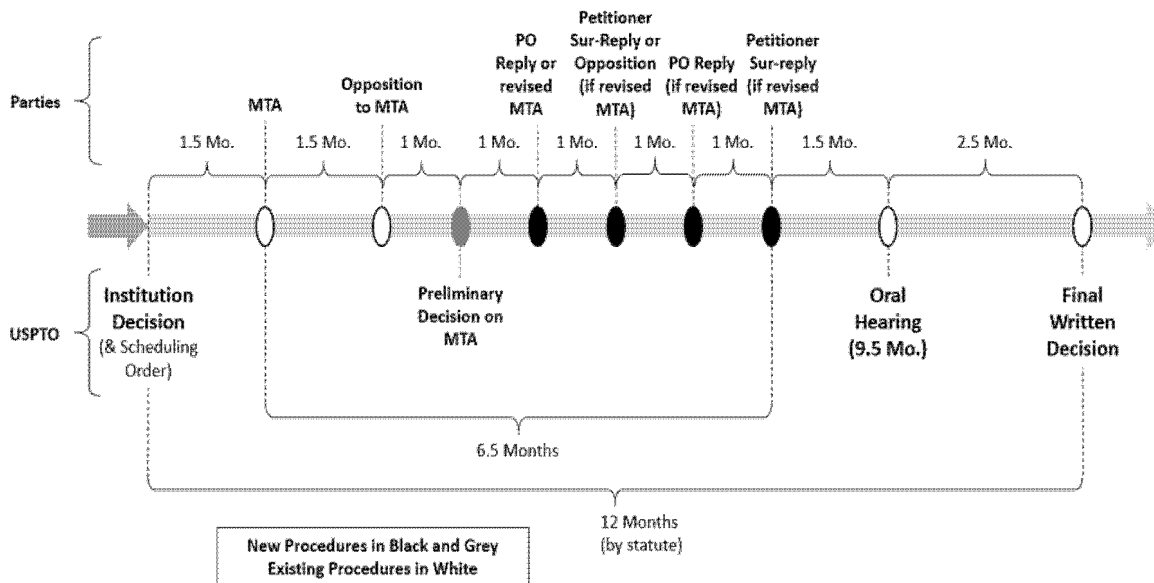 Parties
MTA
Opposition
to MTA
PO
Reply or
revised
MTA
Petitioner
Sur-Reply or
Opposition
(if revised
MTA)
PO Reply
(if revised
MTA)
Petitioner
Sur-reply
(if revised
MTA)
1.5 Mo.
1.5 Mo.
1 Mo.
1 Mo.
1 Mo.
1 Mo.
1 Mo.
1.5 Mo.
2.5 Mo.
USPTO
Institution
Decision
(& Scheduling
Order)
Preliminary
Decision on
MTA
Oral
Hearing
(9.5 Mo.)
Final
Written
Decision
6.5 Months
12 Months
(by statute)
New Procedures in Black and Grey
Existing Procedures in White